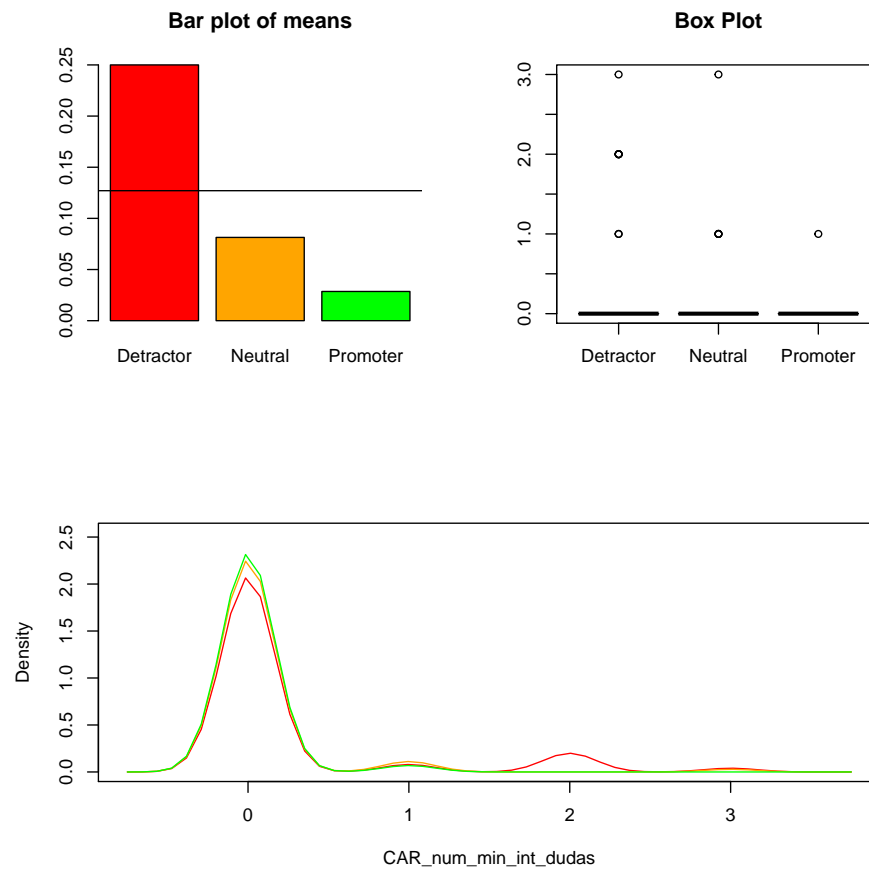 Bar plot of means
0.00 0.05 0.10 0.15 0.20 0.25
Detractor Neutral Promoter
Box Plot
0.0 1.0 2.0 3.0
Detractor Neutral Promoter
Density
0.0 0.5 1.0 1.5 2.0 2.5
0 1 2 3
CAR_num_min_int_dudas